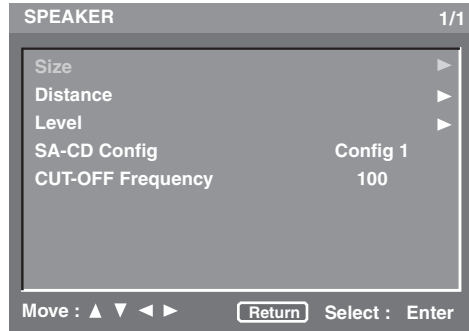 SPEAKER 1/1
Size ►
Distance ►
Level ►
SA-CD Config Config 1
CUT-OFF Frequency 100
Move : ▲ ▼ ◄ ► Return Select : Enter